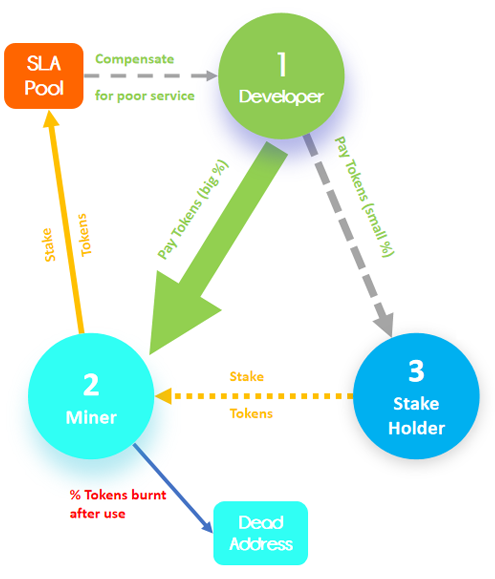 SLA
Pool
Compensate
for poor service
1
Developer
Pay Tokens (big %)
Pay Tokens (small %)
Stake
Tokens
2
Miner
Stake
Tokens
3
Stake
Holder
% Tokens burnt
after use
Dead
Address